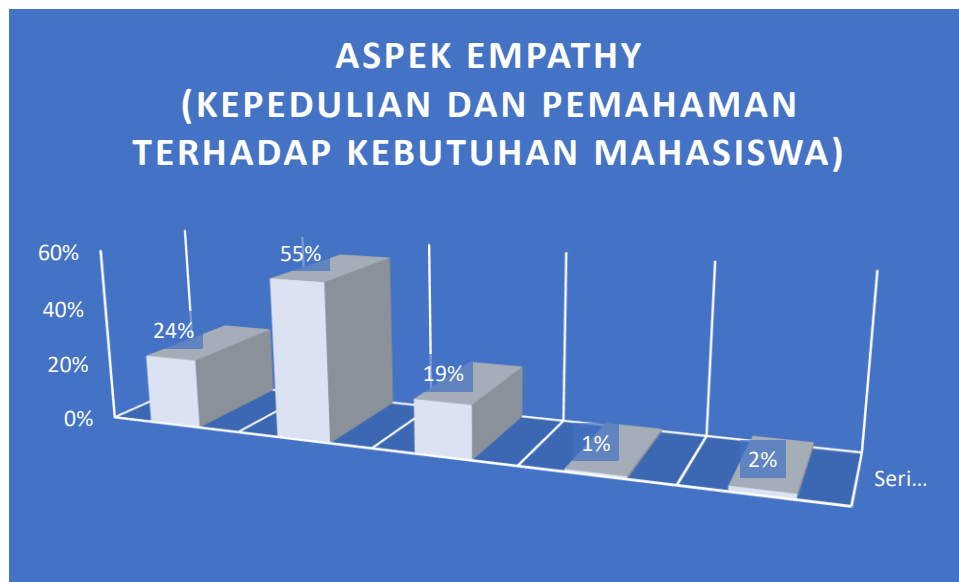 ASPEK EMPATHY
(KEPEDULIAN DAN PEMAHAMAN
TERHADAP KEBUTUHAN MAHASISWA)
60%
40%
20%
0%
24%
55%
19%
1%
2%
Seri...